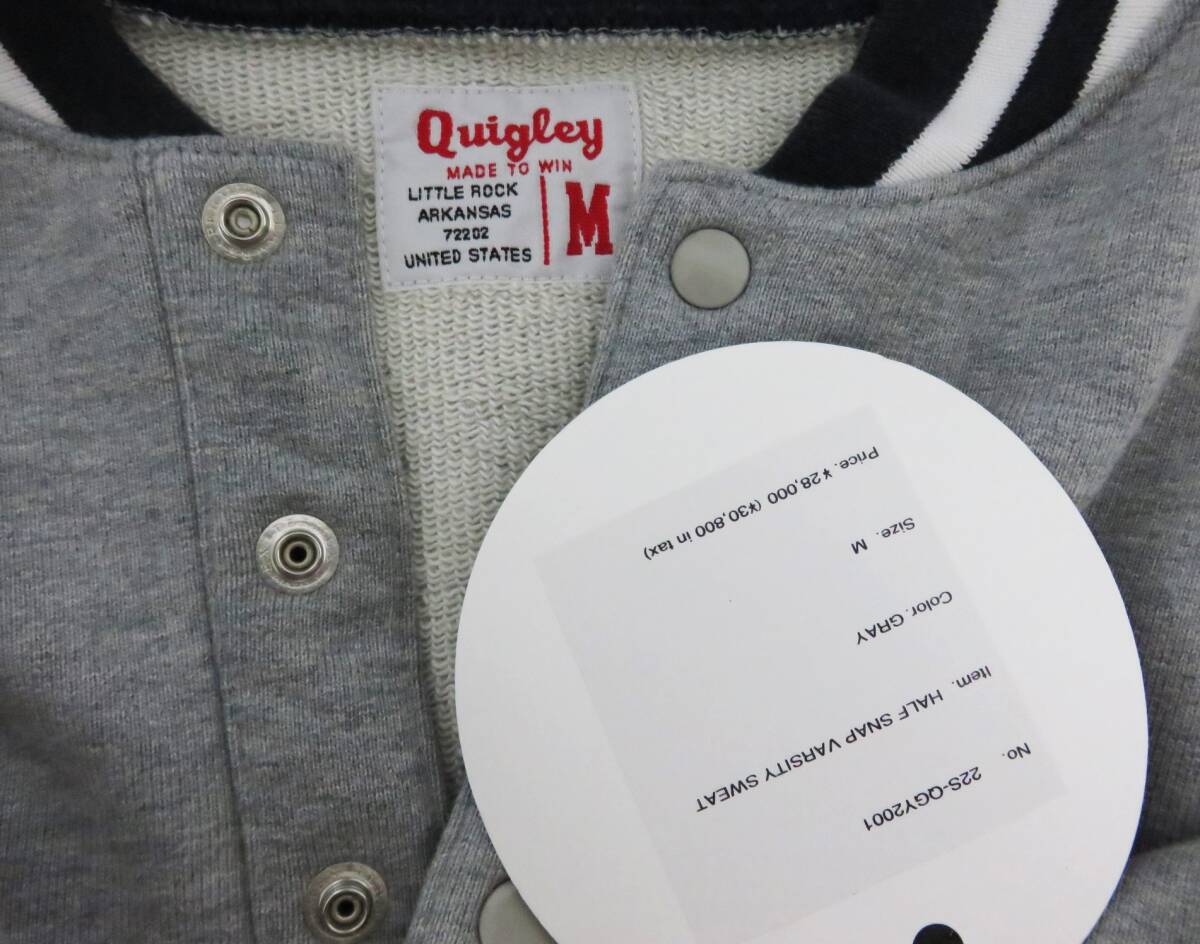 Quigley
MADE TO WIN
LITTLE ROCK
ARKANSAS
72202
UNITED STATES
M
No. 22S-QGY2001
Item. HALF SNAP VARSITY SWEAT
Color. GRAY
Size. M
Price. ¥28,000 (¥30,800 in tax)